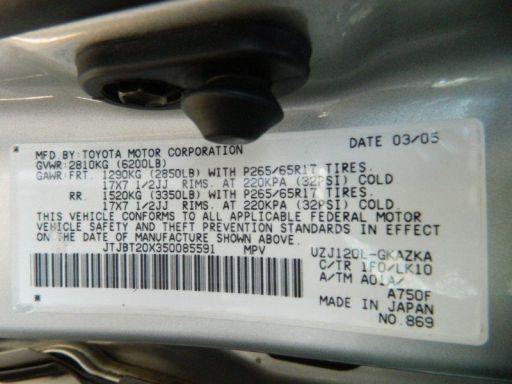 DATE 03/05
MFD.BY:TOYOTA MOTOR CORPORATION
GVWR:2810KG (6200LB)
GAWR:FRT. 1290KG (2850LB) WITH P265/65R17 TIRES.
17X7 1/2JJ RIMS. AT 220KPA (32PSI) COLD
RR. 1520KG (3350LB) WITH P265/65R17 TIRES.
17X7 1/2JJ RIMS. AT 220KPA (32PSI) COLD
THIS VEHICLE CONFORMS TO ALL APPLICABLE FEDERAL MOTOR
VEHICLE SAFETY AND THEFT PREVENTION STANDARDS IN EFFECT
ON THE DATE OF MANUFACTURE SHOWN ABOVE.
JTJBT20X350085591 MPV UZJ120L-GKAZKA
C/TR 1F0/LK10
A/TM A01A/
A750F
MADE IN JAPAN
NO.869